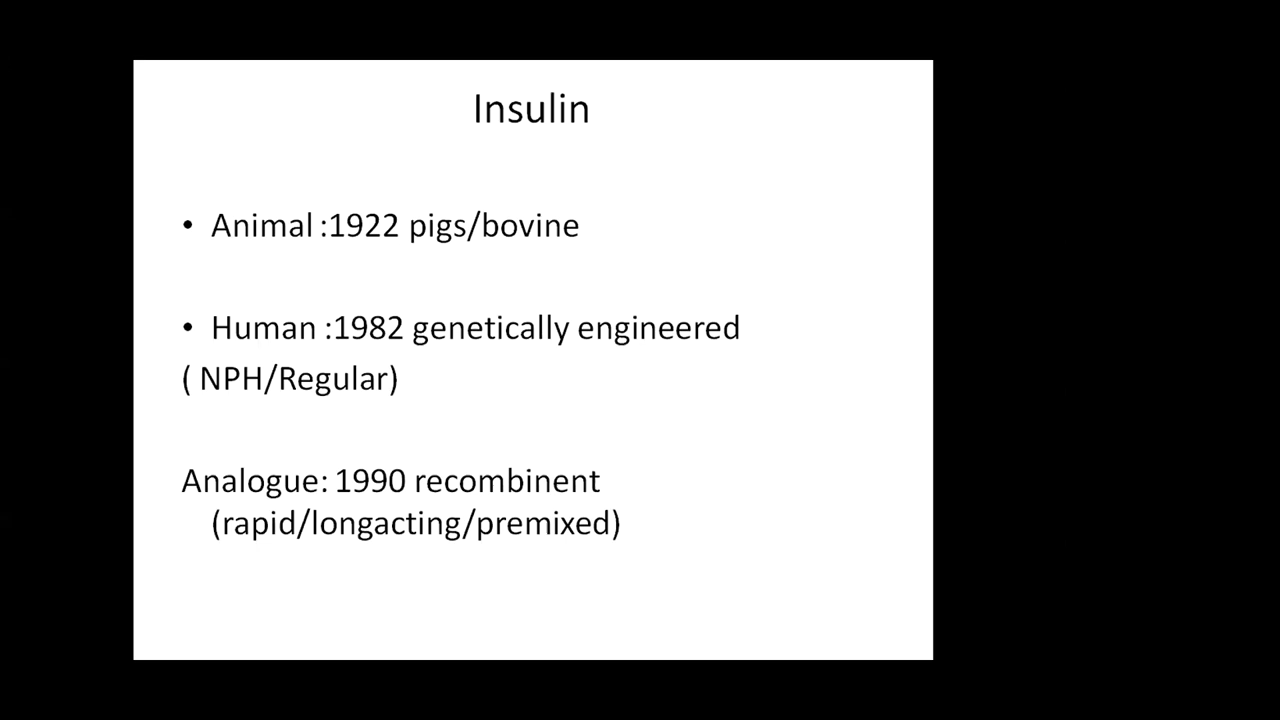 Insulin
• Animal :1922 pigs/bovine
• Human :1982 genetically engineered
( NPH/Regular)
Analogue: 1990 recombinent
(rapid/longacting/premixed)